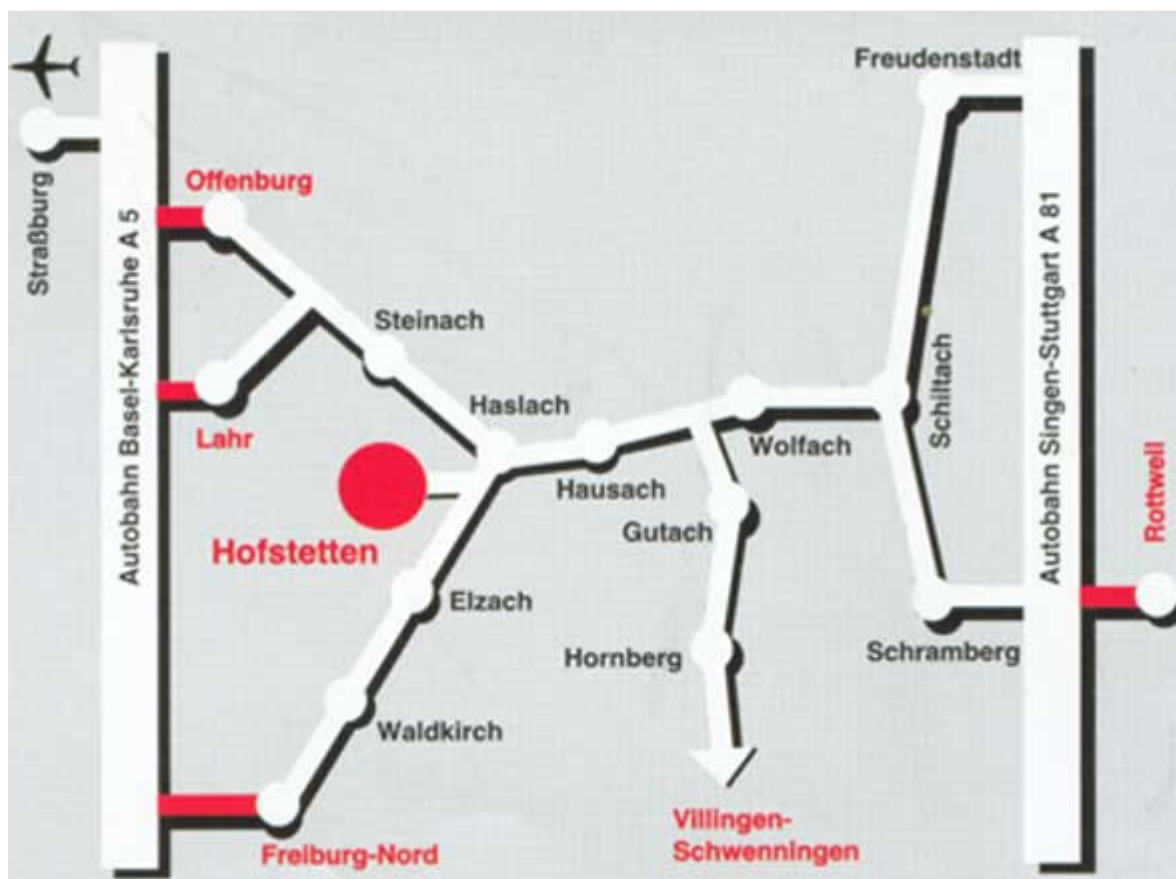 Freudenstadt
Straßburg
Offenburg
Autobahn Basel-Karlsruhe A 5
Steinach
Haslach
Lahr
Hofstetten
Hausach
Wolfach
Gutach
Schiltach
Autobahn Singen-Stuttgart A 81
Rottweil
Elzach
Hornberg
Schramberg
Waldkirch
Freiburg-Nord
Villingen-
Schwenningen